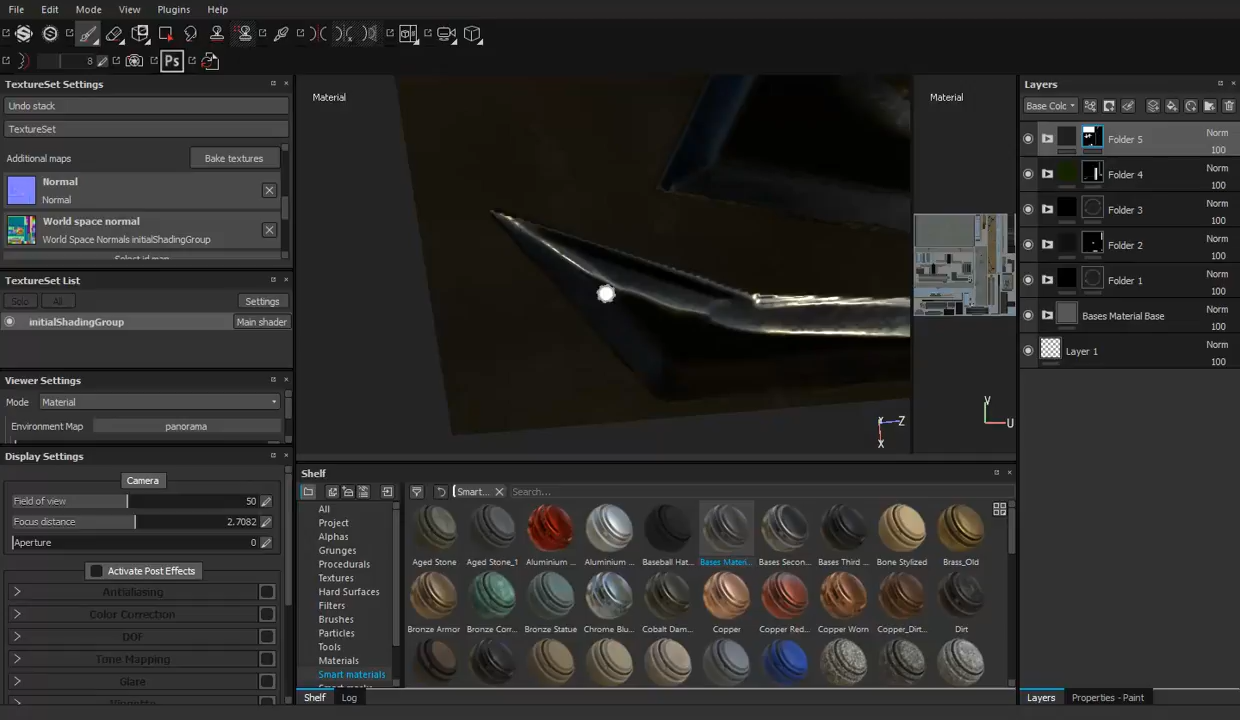 File Edit Mode View Plugins Help
8
Ps
TextureSet Settings
Undo stack
TextureSet
Additional maps Bake textures
Normal
Normal
World space normal
World Space Normals initialShadingGroup
TextureSet List
Solo All Settings
initialShadingGroup Main shader
Viewer Settings
Mode Material
Environment Map panorama
Display Settings
Camera
Field of view 50
Focus distance 2.7082
Aperture 0
Activate Post Effects
Antialiasing
Color Correction
DOF
Tone Mapping
Glare
Material
Material
Z
X
V
U
Shelf
Smart...
Search...
All
Project
Alphas
Grunges
Procedurals
Textures
Hard Surfaces
Filters
Brushes
Particles
Tools
Materials
Smart materials
Aged Stone Aged Stone_1 Aluminium ... Aluminium ... Baseball Hat... Bases Materi... Bases Secon... Bases Third ... Bone Stylized Brass_Old
Bronze Armor Bronze Corr... Bronze Statue Chrome Blu... Cobalt Dam... Copper Copper Red... Copper Worn Copper_Dirt... Dirt
Shelf Log
Layers
Base Colc
Folder 5 Norm 100
Folder 4 Norm 100
Folder 3 Norm 100
Folder 2 Norm 100
Folder 1 Norm 100
Bases Material Base Norm 100
Layer 1 Norm 100
Layers Properties - Paint